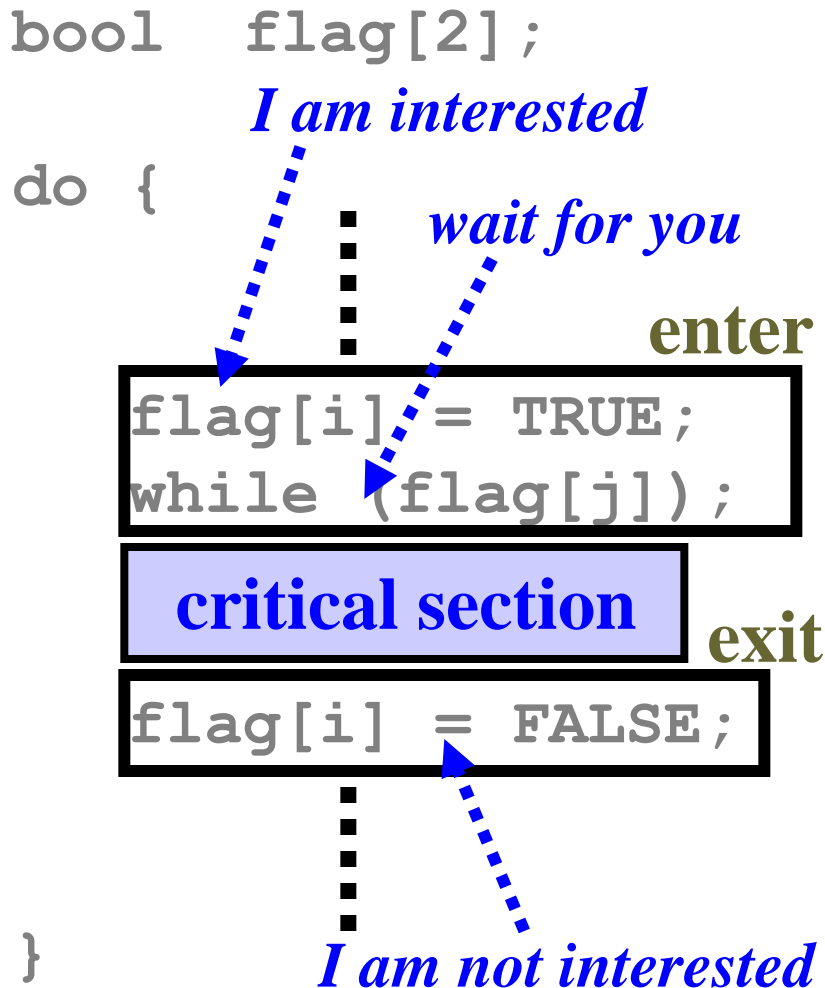 bool flag[2];
I am interested
do {
wait for you
enter
flag[i] = TRUE;
while (flag[j]);
critical section
exit
flag[i] = FALSE;
}
I am not interested